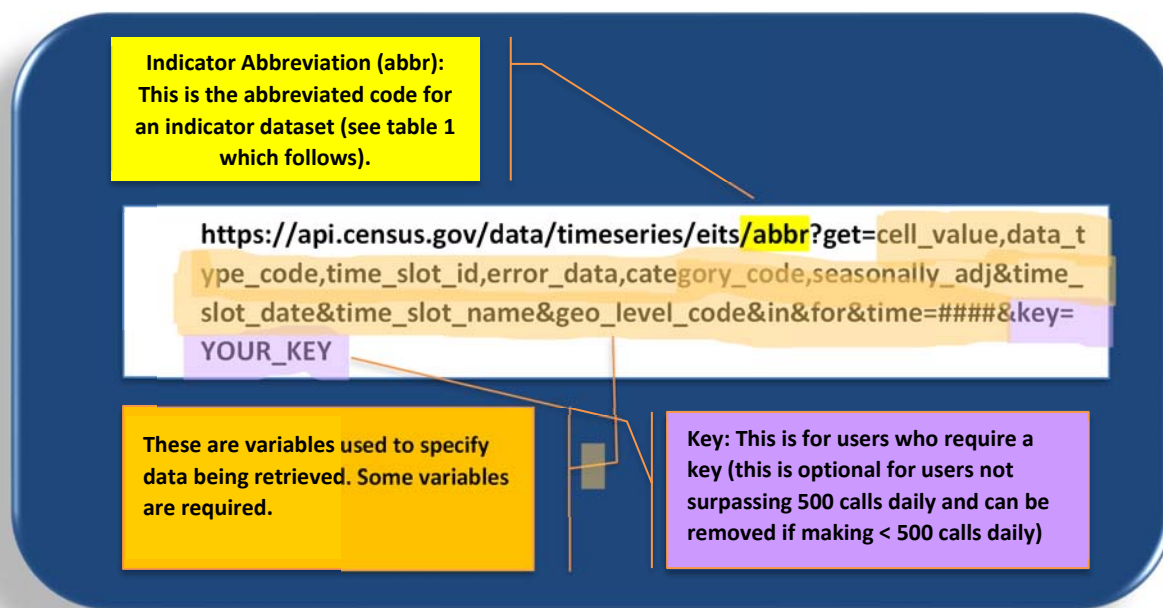 Indicator Abbreviation (abbr):
This is the abbreviated code for
an indicator dataset (see table 1
which follows).
https://api.census.gov/data/timeseries/eits/abbr?get=cell_value,data_t
ype_code,time_slot_id,error_data,category_code,seasonally_adj&time_
slot_date&time_slot_name&geo_level_code&in&for&time=####&key=
YOUR_KEY
These are variables used to specify
data being retrieved. Some variables
are required.
Key: This is for users who require a
key (this is optional for users not
surpassing 500 calls daily and can be
removed if making < 500 calls daily)